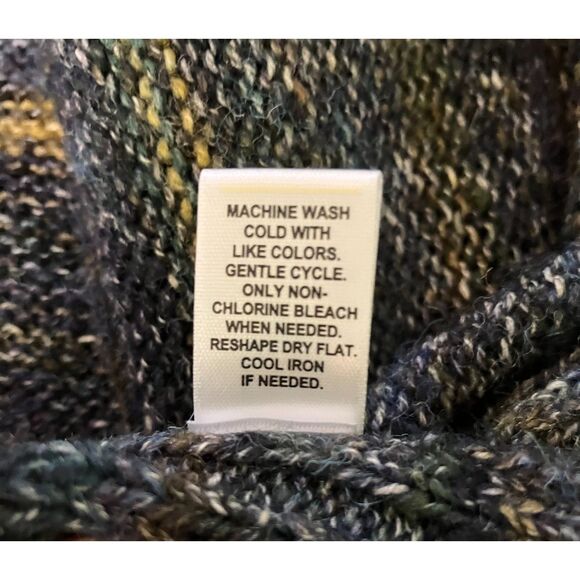 MACHINE WASH
COLD WITH
LIKE COLORS.
GENTLE CYCLE.
ONLY NON-
CHLORINE BLEACH
WHEN NEEDED.
RESHAPE DRY FLAT.
COOL IRON
IF NEEDED.